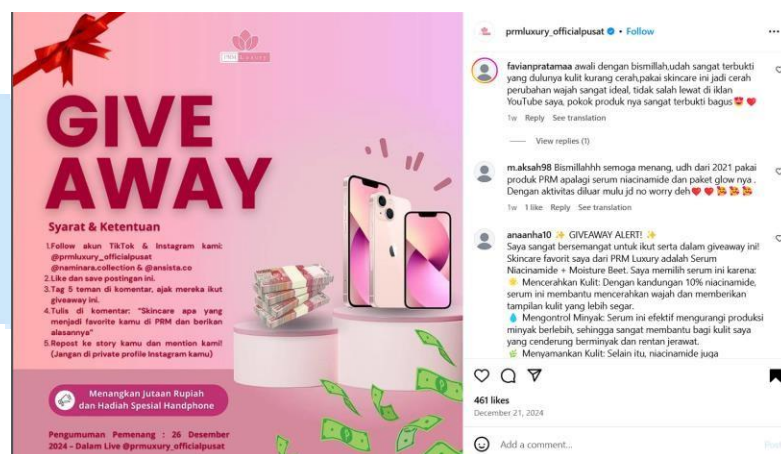 PRM LUXURY
GIVE
AWAY
Syarat & Ketentuan
1.Follow akun TikTok & Instagram kami:
@prmluxury_officialpusat
@naminara.collection & @ansista.co
2.Like dan save postingan ini.
3.Tag 5 teman di komentar, ajak mereka ikut
giveaway ini.
4.Tulis di komentar: "Skincare apa yang
menjadi favorite kamu di PRM dan berikan
alasannya"
5.Repost ke story kamu dan mention kami!
(Jangan di private profile Instagram kamu)
Menangkan Jutaan Rupiah
dan Hadiah Spesial Handphone
Pengumuman Pemenang : 26 Desember
2024 – Dalam Live @prmuxury_officialpusat
prmluxury_officialpusat • Follow
favianpratamaa awali dengan bismillah,udah sangat terbukti
yang dulunya kulit kurang cerah,pakai skincare ini jadi cerah
perubahan wajah sangat ideal, tidak salah lewat di iklan
YouTube saya, pokok produk nya sangat terbukti bagus
1w Reply See translation
View replies (1)
m.aksah98 Bismillahhh semoga menang, udh dari 2021 pakai
produk PRM apalagi serum niacinamide dan paket glow nya .
Dengan aktivitas diluar mulu jd no worry deh
1w 1 like Reply See translation
anaanha10 ✨ GIVEAWAY ALERT! ✨
Saya sangat bersemangat untuk ikut serta dalam giveaway ini!
Skincare favorit saya dari PRM Luxury adalah Serum
Niacinamide + Moisture Beet. Saya memilih serum ini karena:
Mencerahkan Kulit: Dengan kandungan 10% niacinamide,
serum ini membantu mencerahkan wajah dan memberikan
tampilan kulit yang lebih segar.
Mengontrol Minyak: Serum ini efektif mengurangi produksi
minyak berlebih, sehingga sangat membantu bagi kulit saya
yang cenderung berminyak dan rentan jerawat.
Menyamankan Kulit: Selain itu, niacinamide juga
461 likes
December 21, 2024
Add a comment...
Post